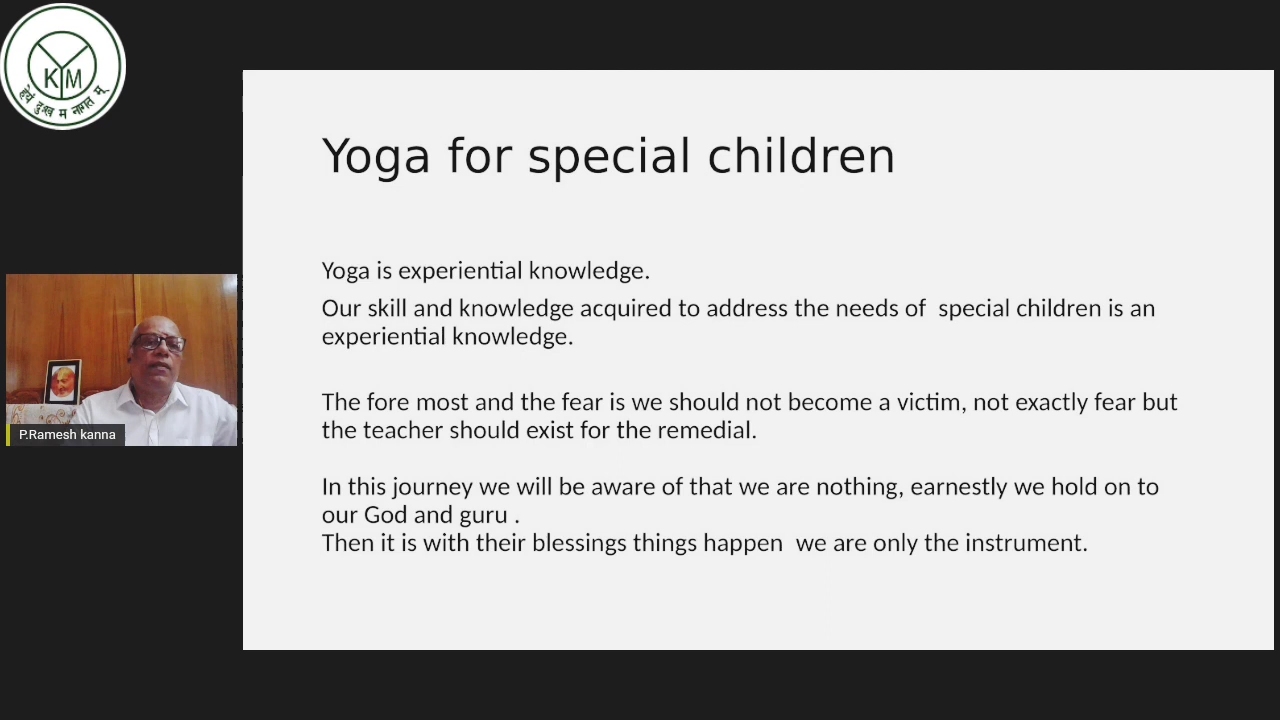 KYM
हेयं दुःख म नागत म्
Yoga for special children
Yoga is experiential knowledge.
Our skill and knowledge acquired to address the needs of  special children is an
experiential knowledge.
The fore most and the fear is we should not become a victim, not exactly fear but
the teacher should exist for the remedial.
In this journey we will be aware of that we are nothing, earnestly we hold on to
our God and guru .
Then it is with their blessings things happen  we are only the instrument.
P.Ramesh kanna